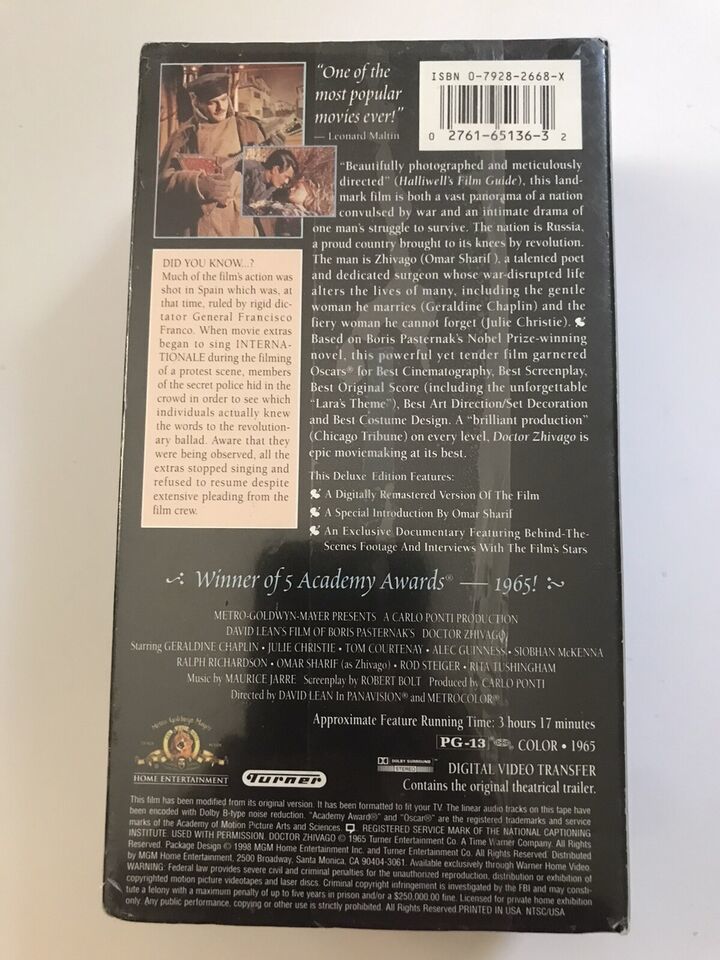 "One of the
most popular
movies ever!"
— Leonard Maltin
ISBN 0-7928-2668-X
0 2761-65136-3 2
"Beautifully photographed and meticulously
directed" (Halliwell's Film Guide), this land-
mark film is both a vast panorama of a nation
convulsed by war and an intimate drama of
one man's struggle to survive. The nation is Russia,
a proud country brought to its knees by revolution.
The man is Zhivago (Omar Sharif), a talented poet
and dedicated surgeon whose war-disrupted life
alters the lives of many, including the gentle
woman he marries (Geraldine Chaplin) and the
fiery woman he cannot forget (Julie Christie).
Based on Boris Pasternak's Nobel Prize-winning
novel, this powerful yet tender film garnered
Oscars® for Best Cinematography, Best Screenplay,
Best Original Score (including the unforgettable
"Lara's Theme"), Best Art Direction/Set Decoration
and Best Costume Design. A "brilliant production"
(Chicago Tribune) on every level, Doctor Zhivago is
epic moviemaking at its best.
DID YOU KNOW...?
Much of the film's action was
shot in Spain which was, at
that time, ruled by rigid dic-
tator General Francisco
Franco. When movie extras
began to sing INTERNA-
TIONALE during the filming
of a protest scene, members
of the secret police hid in the
crowd in order to see which
individuals actually knew
the words to the revolution-
ary ballad. Aware that they
were being observed, all the
extras stopped singing and
refused to resume despite
extensive pleading from the
film crew.
This Deluxe Edition Features:
A Digitally Remastered Version Of The Film
A Special Introduction By Omar Sharif
An Exclusive Documentary Featuring Behind-The-
Scenes Footage And Interviews With The Film's Stars
Winner of 5 Academy Awards® — 1965!
METRO-GOLDWYN-MAYER PRESENTS A CARLO PONTI PRODUCTION
DAVID LEAN'S FILM OF BORIS PASTERNAK'S DOCTOR ZHIVAGO
Starring GERALDINE CHAPLIN • JULIE CHRISTIE • TOM COURTENAY • ALEC GUINNESS • SIOBHAN McKENNA
RALPH RICHARDSON • OMAR SHARIF (as Zhivago) • ROD STEIGER • RITA TUSHINGHAM
Music by MAURICE JARRE Screenplay by ROBERT BOLT Produced by CARLO PONTI
Directed by DAVID LEAN In PANAVISION® and METROCOLOR®
Approximate Feature Running Time: 3 hours 17 minutes
PG-13 COLOR • 1965
DOLBY SURROUND
STEREO
DIGITAL VIDEO TRANSFER
Contains the original theatrical trailer.
Metro Goldwyn Mayer
HOME ENTERTAINMENT
Turner
This film has been modified from its original version. It has been formatted to fit your TV. The linear audio tracks on this tape have
been encoded with Dolby B-type noise reduction. "Academy Award®" and "Oscar®" are the registered trademarks and service
marks of the Academy of Motion Picture Arts and Sciences. REGISTERED SERVICE MARK OF THE NATIONAL CAPTIONING
INSTITUTE. USED WITH PERMISSION. DOCTOR ZHIVAGO © 1965 Turner Entertainment Co. A Time Warner Company. All Rights
Reserved. Package Design © 1998 MGM Home Entertainment Inc. and Turner Entertainment Co. All Rights Reserved. Distributed
by MGM Home Entertainment, 2500 Broadway, Santa Monica, CA 90404-3061. Available exclusively through Warner Home Video.
WARNING: Federal law provides severe civil and criminal penalties for the unauthorized reproduction, distribution or exhibition of
copyrighted motion picture videotapes and laser discs. Criminal copyright infringement is investigated by the FBI and may consti-
tute a felony with a maximum penalty of up to five years in prison and/or a $250,000.00 fine. Licensed for private home exhibition
only. Any public performance, copying or other use is strictly prohibited. All Rights Reserved. PRINTED IN USA NTSC/USA